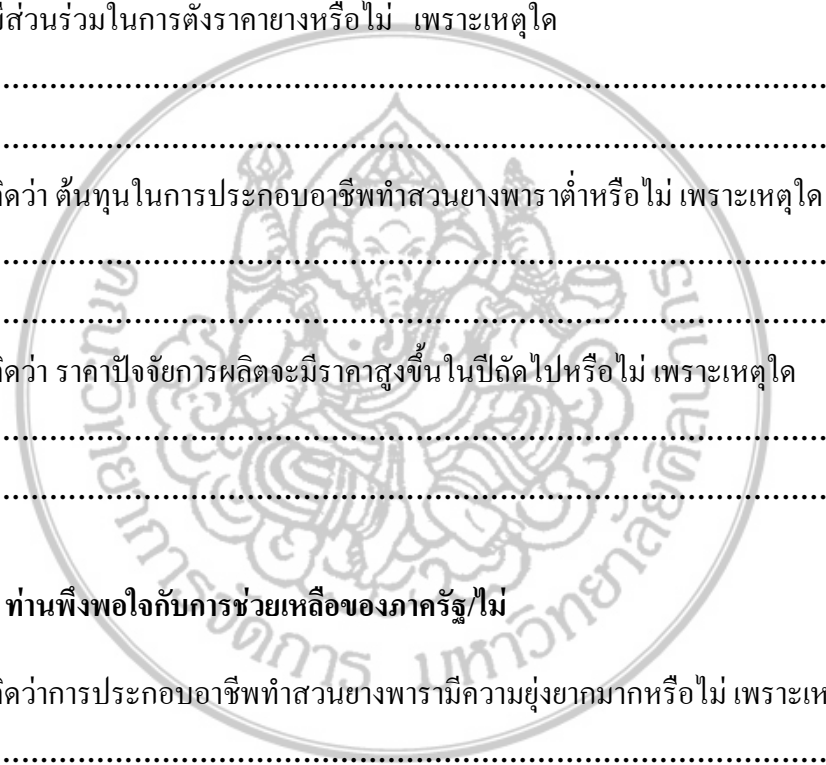 มีส่วนร่วมในการตั้งราคายางหรือไม่ เพราะเหตุใด
................................................................................
................................................................................
คิดว่า ต้นทุนในการประกอบอาชีพทำสวนยางพาราต่ำหรือไม่ เพราะเหตุใด
................................................................................
................................................................................
คิดว่า ราคาปัจจัยการผลิตจะมีราคาสูงขึ้นในปีถัดไปหรือไม่ เพราะเหตุใด
................................................................................
................................................................................
ท่านพึงพอใจกับการช่วยเหลือของภาครัฐ/ไม่
คิดว่าการประกอบอาชีพทำสวนยางพารามีความยุ่งยากมากหรือไม่ เพราะเห
................................................................................